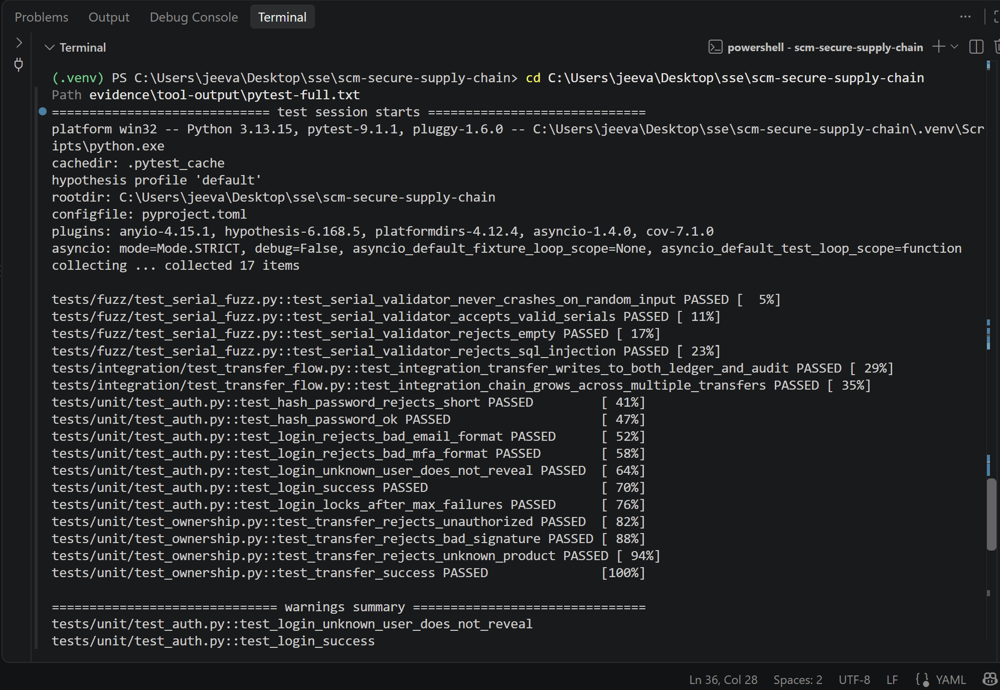 Problems Output Debug Console Terminal ...
Terminal powershell - scm-secure-supply-chain
(.venv) PS C:\Users\jeeva\Desktop\sse\scm-secure-supply-chain> cd C:\Users\jeeva\Desktop\sse\scm-secure-supply-chain
Path evidence\tool-output\pytest-full.txt
============================= test session starts =============================
platform win32 -- Python 3.13.15, pytest-9.1.1, pluggy-1.6.0 -- C:\Users\jeeva\Desktop\sse\scm-secure-supply-chain\.venv\Scr
ipts\python.exe
cachedir: .pytest_cache
hypothesis profile 'default'
rootdir: C:\Users\jeeva\Desktop\sse\scm-secure-supply-chain
configfile: pyproject.toml
plugins: anyio-4.15.1, hypothesis-6.168.5, platformdirs-4.12.4, asyncio-1.4.0, cov-7.1.0
asyncio: mode=Mode.STRICT, debug=False, asyncio_default_fixture_loop_scope=None, asyncio_default_test_loop_scope=function
collecting ... collected 17 items
tests/fuzz/test_serial_fuzz.py::test_serial_validator_never_crashes_on_random_input PASSED [  5%]
tests/fuzz/test_serial_fuzz.py::test_serial_validator_accepts_valid_serials PASSED [ 11%]
tests/fuzz/test_serial_fuzz.py::test_serial_validator_rejects_empty PASSED [ 17%]
tests/fuzz/test_serial_fuzz.py::test_serial_validator_rejects_sql_injection PASSED [ 23%]
tests/integration/test_transfer_flow.py::test_integration_transfer_writes_to_both_ledger_and_audit PASSED [ 29%]
tests/integration/test_transfer_flow.py::test_integration_chain_grows_across_multiple_transfers PASSED [ 35%]
tests/unit/test_auth.py::test_hash_password_rejects_short PASSED         [ 41%]
tests/unit/test_auth.py::test_hash_password_ok PASSED                    [ 47%]
tests/unit/test_auth.py::test_login_rejects_bad_email_format PASSED      [ 52%]
tests/unit/test_auth.py::test_login_rejects_bad_mfa_format PASSED        [ 58%]
tests/unit/test_auth.py::test_login_unknown_user_does_not_reveal PASSED  [ 64%]
tests/unit/test_auth.py::test_login_success PASSED                       [ 70%]
tests/unit/test_auth.py::test_login_locks_after_max_failures PASSED      [ 76%]
tests/unit/test_ownership.py::test_transfer_rejects_unauthorized PASSED  [ 82%]
tests/unit/test_ownership.py::test_transfer_rejects_bad_signature PASSED [ 88%]
tests/unit/test_ownership.py::test_transfer_rejects_unknown_product PASSED [ 94%]
tests/unit/test_ownership.py::test_transfer_success PASSED               [100%]
============================== warnings summary ===============================
tests/unit/test_auth.py::test_login_unknown_user_does_not_reveal
tests/unit/test_auth.py::test_login_success
Ln 36, Col 28 Spaces: 2 UTF-8 LF {} YAML